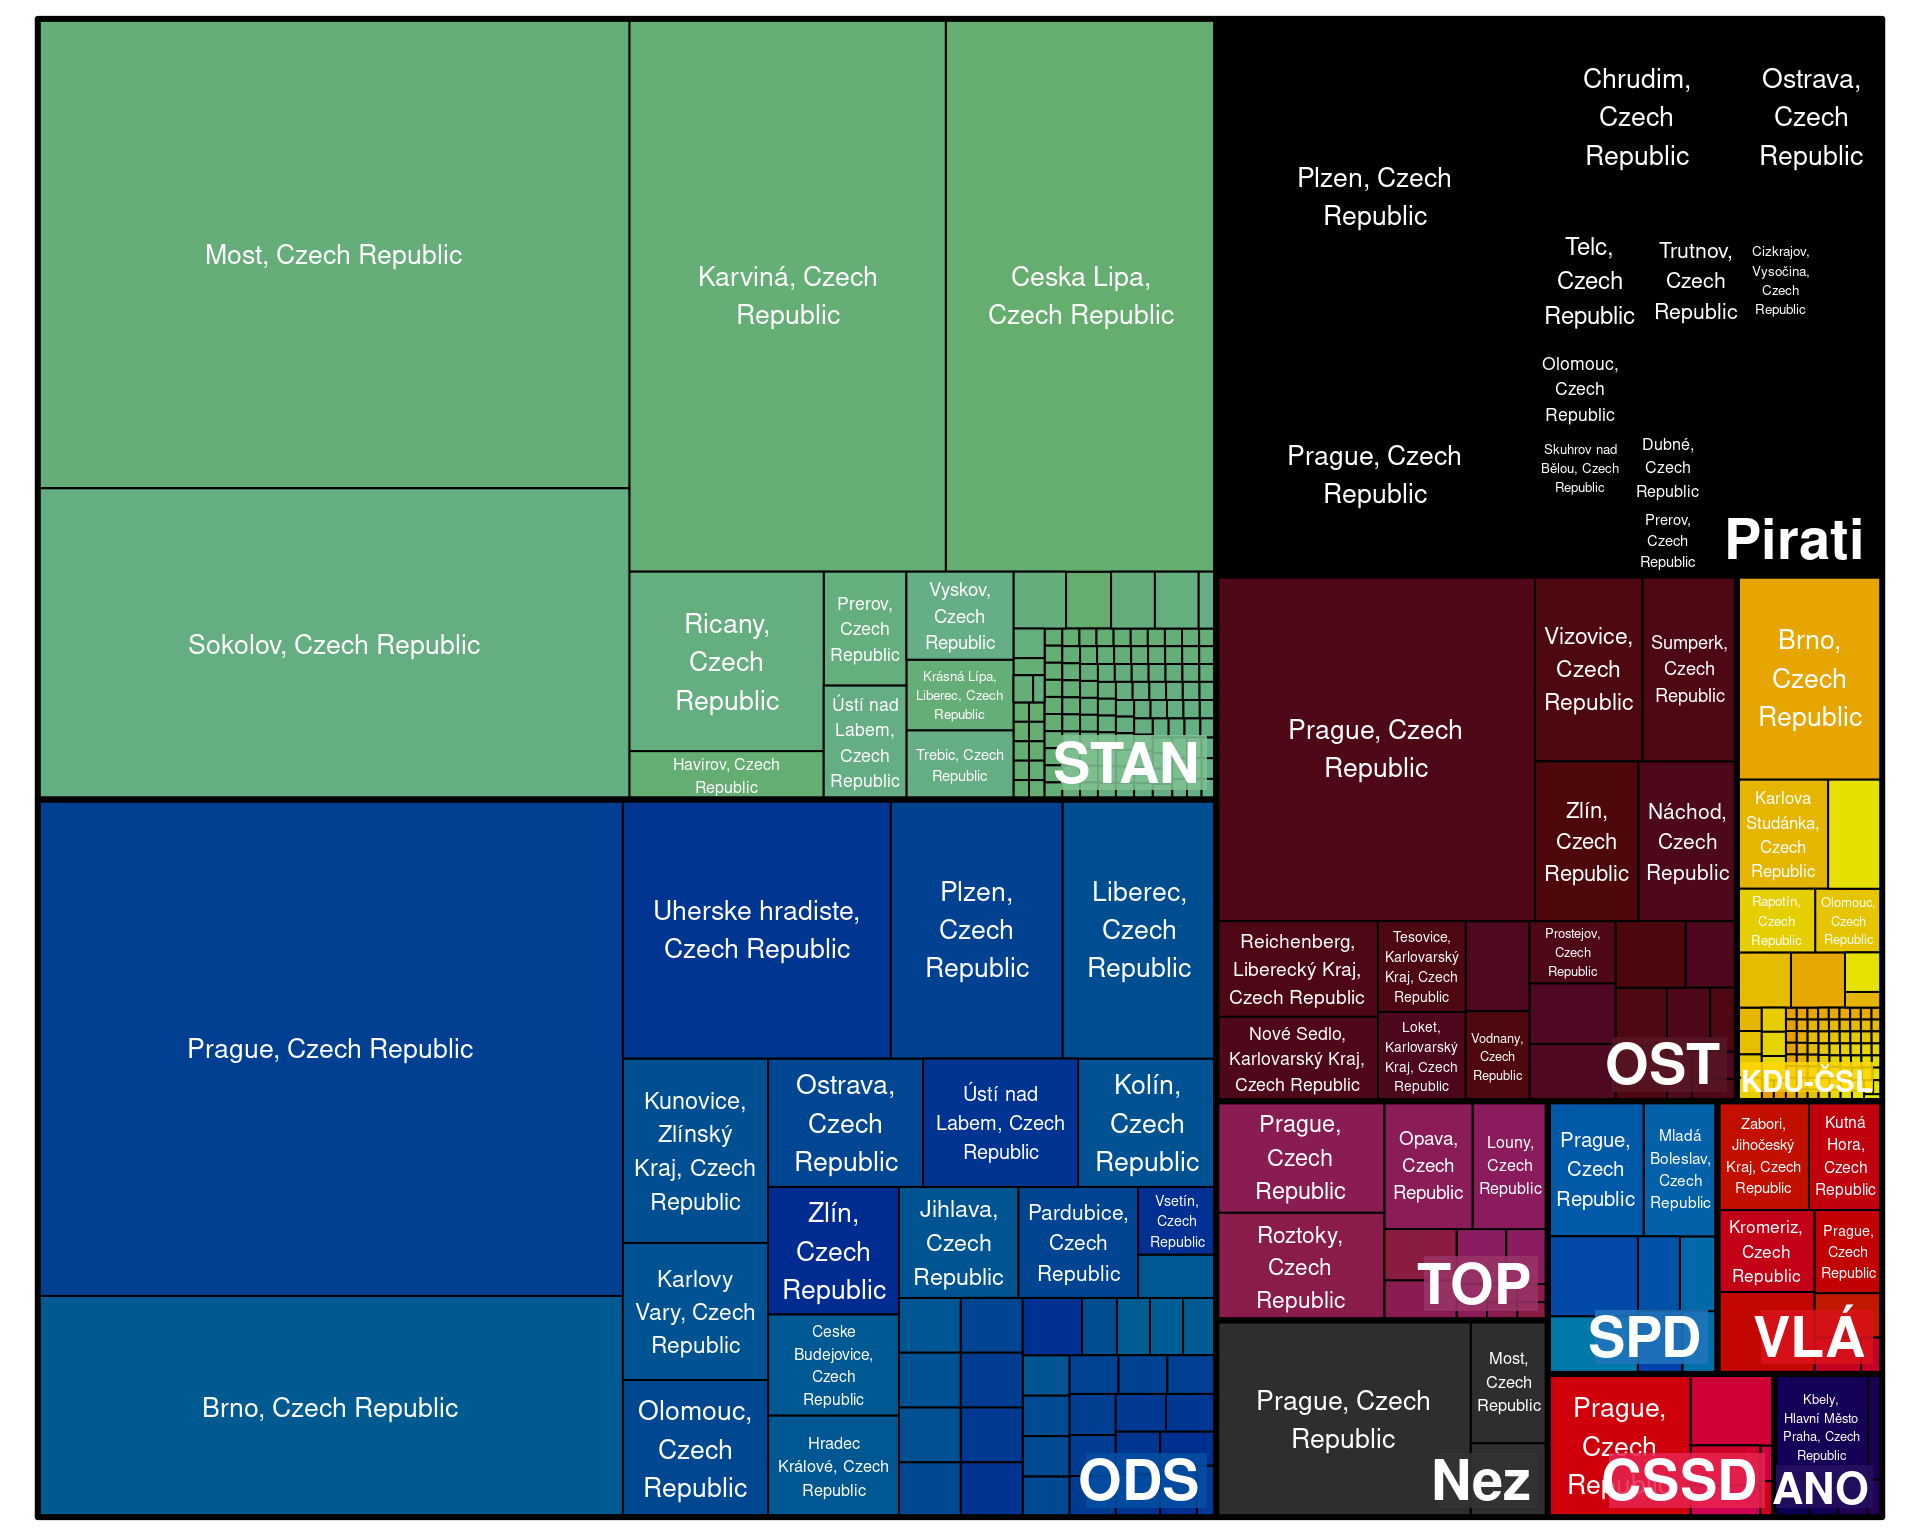 Most, Czech Republic
Sokolov, Czech Republic
Karviná, Czech
Republic
Ceska Lipa,
Czech Republic
Ricany,
Czech
Republic
Havirov, Czech
Republic
Prerov,
Czech
Republic
Ústí nad
Labem,
Czech
Republic
Vyskov,
Czech
Republic
Krásná Lípa,
Liberec, Czech
Republic
Trebic, Czech
Republic
STAN
Plzen, Czech
Republic
Prague, Czech
Republic
Chrudim,
Czech
Republic
Ostrava,
Czech
Republic
Telc,
Czech
Republic
Trutnov,
Czech
Republic
Cizkrajov,
Vysočina,
Czech
Republic
Olomouc,
Czech
Republic
Skuhrov nad
Bělou, Czech
Republic
Dubné,
Czech
Republic
Prerov,
Czech
Republic
Pirati
Prague, Czech Republic
Brno, Czech Republic
Uherske hradiste,
Czech Republic
Plzen,
Czech
Republic
Liberec,
Czech
Republic
Kunovice,
Zlínský
Kraj, Czech
Republic
Karlovy
Vary, Czech
Republic
Olomouc,
Czech
Republic
Ostrava,
Czech
Republic
Ústí nad
Labem, Czech
Republic
Kolín,
Czech
Republic
Zlín,
Czech
Republic
Jihlava,
Czech
Republic
Pardubice,
Czech
Republic
Vsetín,
Czech
Republic
Ceske
Budejovice,
Czech
Republic
Hradec
Králové, Czech
Republic
ODS
Prague, Czech
Republic
Vizovice,
Czech
Republic
Sumperk,
Czech
Republic
Zlín,
Czech
Republic
Náchod,
Czech
Republic
Reichenberg,
Liberecký Kraj,
Czech Republic
Nové Sedlo,
Karlovarský Kraj,
Czech Republic
Tesovice,
Karlovarský
Kraj, Czech
Republic
Loket,
Karlovarský
Kraj, Czech
Republic
Vodnany,
Czech
Republic
Prostejov,
Czech
Republic
OST
Brno,
Czech
Republic
Karlova
Studánka,
Czech
Republic
Rapotín,
Czech
Republic
Olomouc,
Czech
Republic
KDU-ČSL
Prague,
Czech
Republic
Roztoky,
Czech
Republic
Opava,
Czech
Republic
Louny,
Czech
Republic
TOP
Prague,
Czech
Republic
Mladá
Boleslav,
Czech
Republic
SPD
Zabori,
Jihočeský
Kraj, Czech
Republic
Kutná
Hora,
Czech
Republic
Kromeriz,
Czech
Republic
Prague,
Czech
Republic
VLÁ
Prague, Czech
Republic
Most,
Czech
Republic
Nez
Prague,
Czech
Republic
CSSD
Kbely,
Hlavní Město
Praha, Czech
Republic
ANO